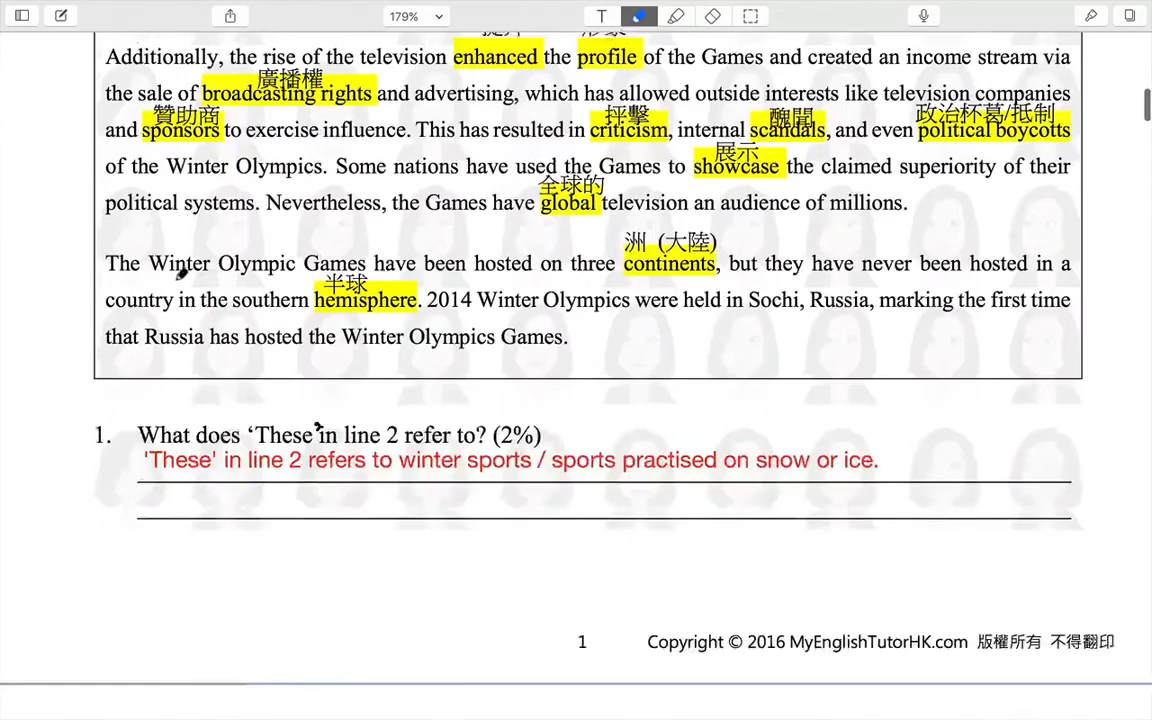 179%
Additionally, the rise of the television enhanced the profile of the Games and created an income stream via
廣播權
the sale of broadcasting rights and advertising, which has allowed outside interests like television companies
贊助商 抨擊 醜聞 政治杯葛/抵制
and sponsors to exercise influence. This has resulted in criticism, internal scandals, and even political boycotts
展示
of the Winter Olympics. Some nations have used the Games to showcase the claimed superiority of their
全球的
political systems. Nevertheless, the Games have global television an audience of millions.
洲 (大陸)
The Winter Olympic Games have been hosted on three continents, but they have never been hosted in a
半球
country in the southern hemisphere. 2014 Winter Olympics were held in Sochi, Russia, marking the first time
that Russia has hosted the Winter Olympics Games.
1. What does ‘These’ in line 2 refer to? (2%)
'These' in line 2 refers to winter sports / sports practised on snow or ice.
1 Copyright © 2016 MyEnglishTutorHK.com 版權所有 不得翻印